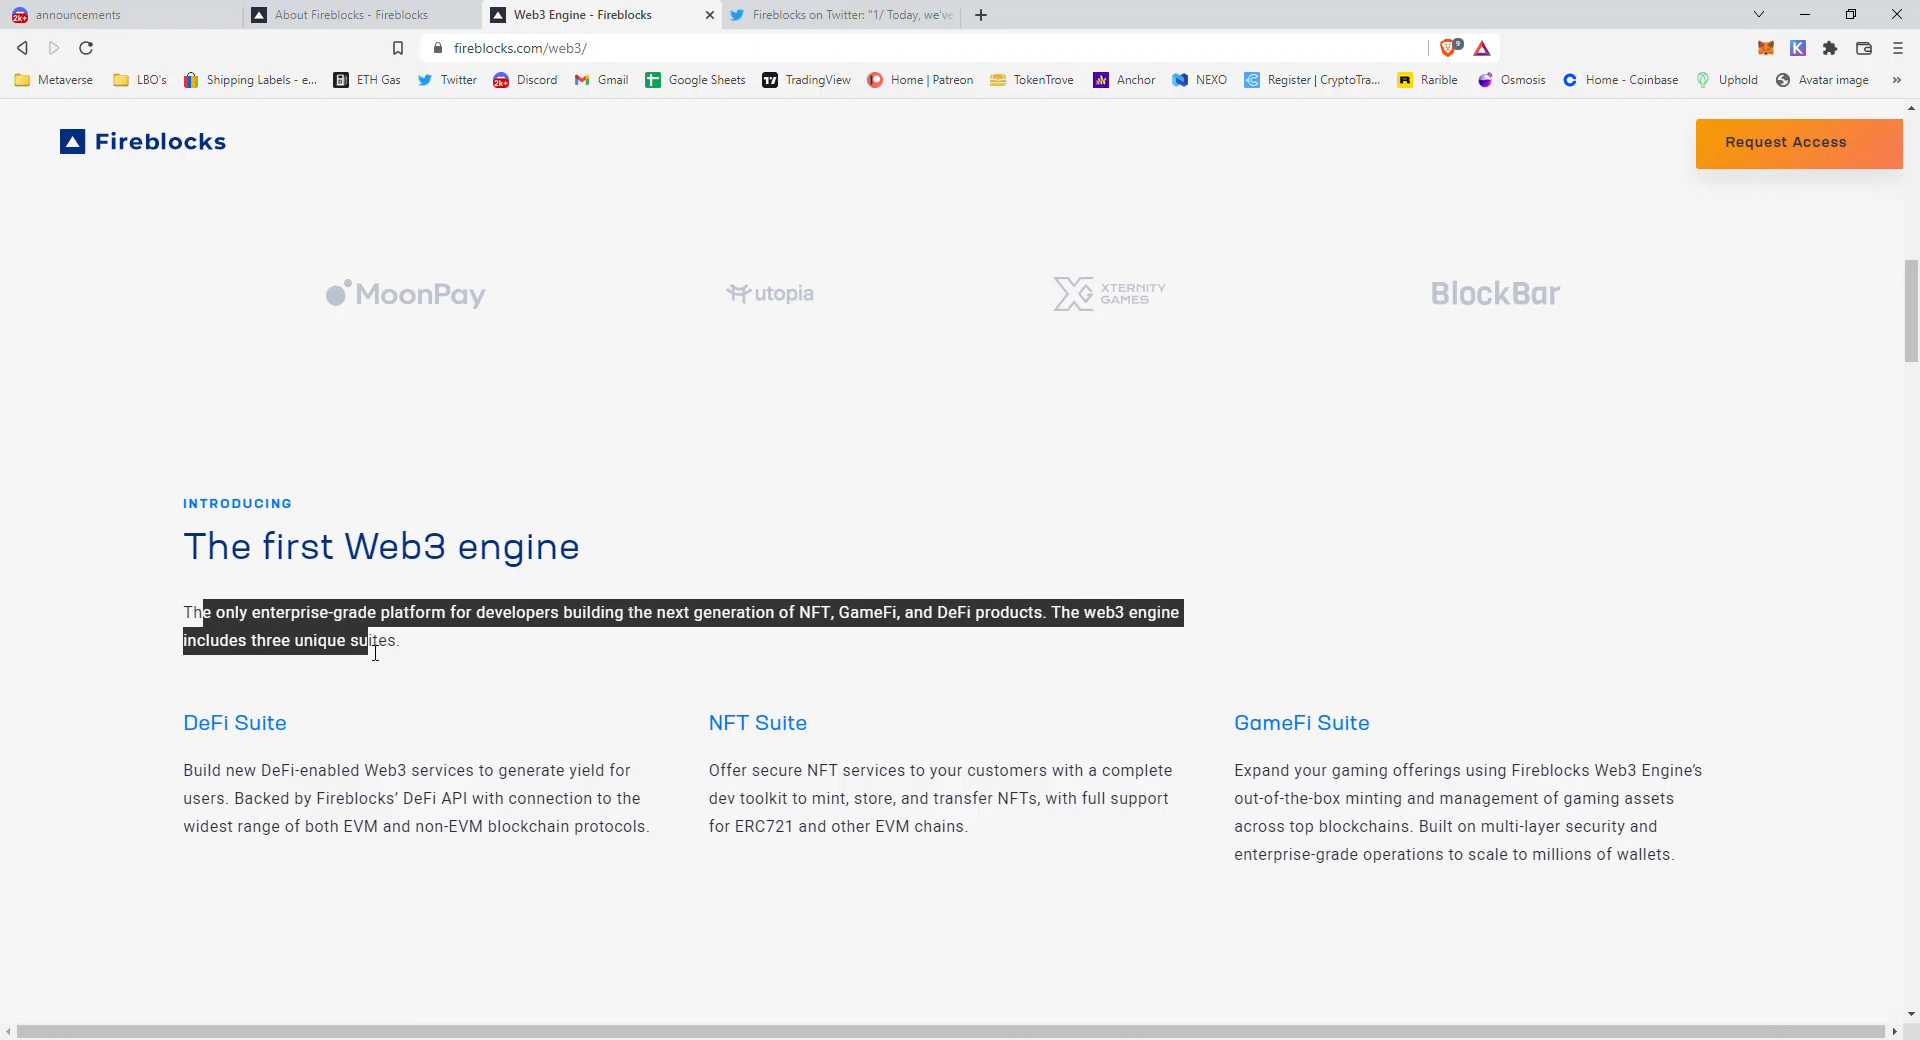 announcements
About Fireblocks - Fireblocks
Web3 Engine - Fireblocks
Fireblocks on Twitter: "1/ Today, we've
fireblocks.com/web3/
9
K
Metaverse
LBO's
Shipping Labels - e...
ETH Gas
Twitter
2k+
Discord
Gmail
Google Sheets
TradingView
Home | Patreon
TokenTrove
Anchor
NEXO
Register | CryptoTra...
Rarible
Osmosis
Home - Coinbase
Uphold
Avatar image
»
Fireblocks
Request Access
MoonPay
utopia
XTERNITY
GAMES
BlockBar
INTRODUCING
The first Web3 engine
The only enterprise-grade platform for developers building the next generation of NFT, GameFi, and DeFi products. The web3 engine
includes three unique suites.
DeFi Suite
Build new DeFi-enabled Web3 services to generate yield for
users. Backed by Fireblocks’ DeFi API with connection to the
widest range of both EVM and non-EVM blockchain protocols.
NFT Suite
Offer secure NFT services to your customers with a complete
dev toolkit to mint, store, and transfer NFTs, with full support
for ERC721 and other EVM chains.
GameFi Suite
Expand your gaming offerings using Fireblocks Web3 Engine’s
out-of-the-box minting and management of gaming assets
across top blockchains. Built on multi-layer security and
enterprise-grade operations to scale to millions of wallets.